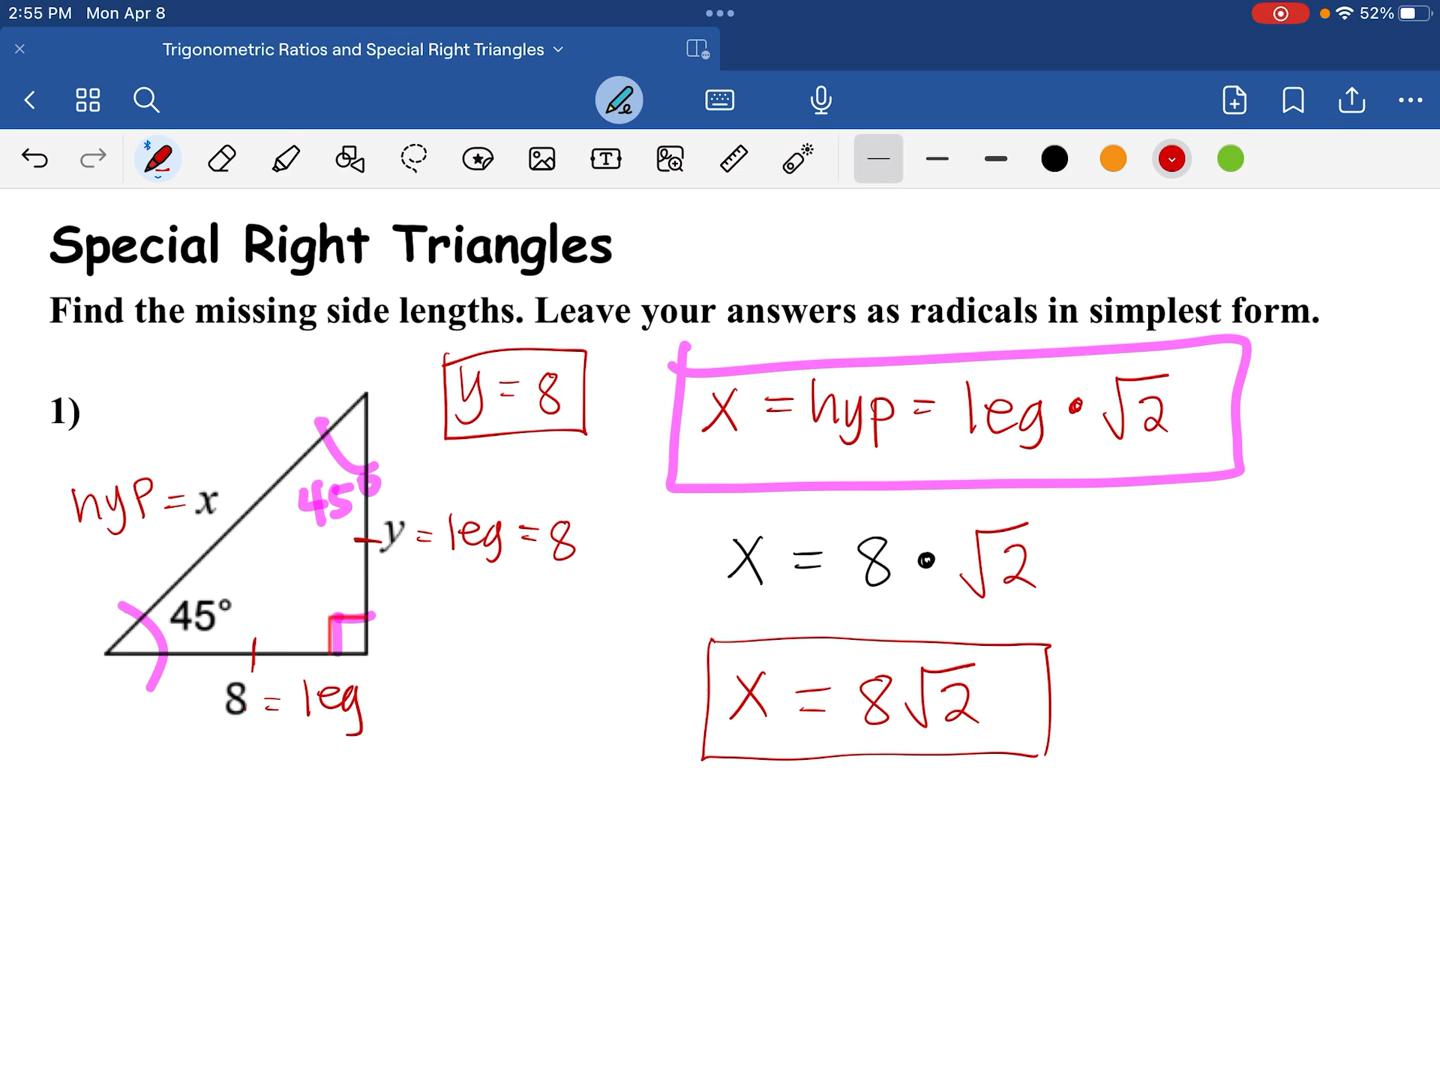 2:55 PM Mon Apr 8
52%
Trigonometric Ratios and Special Right Triangles
Special Right Triangles
Find the missing side lengths. Leave your answers as radicals in simplest form.
1)
y = 8
x = hyp = leg • √2
hyp = x
45°
y = leg = 8
x = 8 • √2
45°
8 = leg
x = 8√2